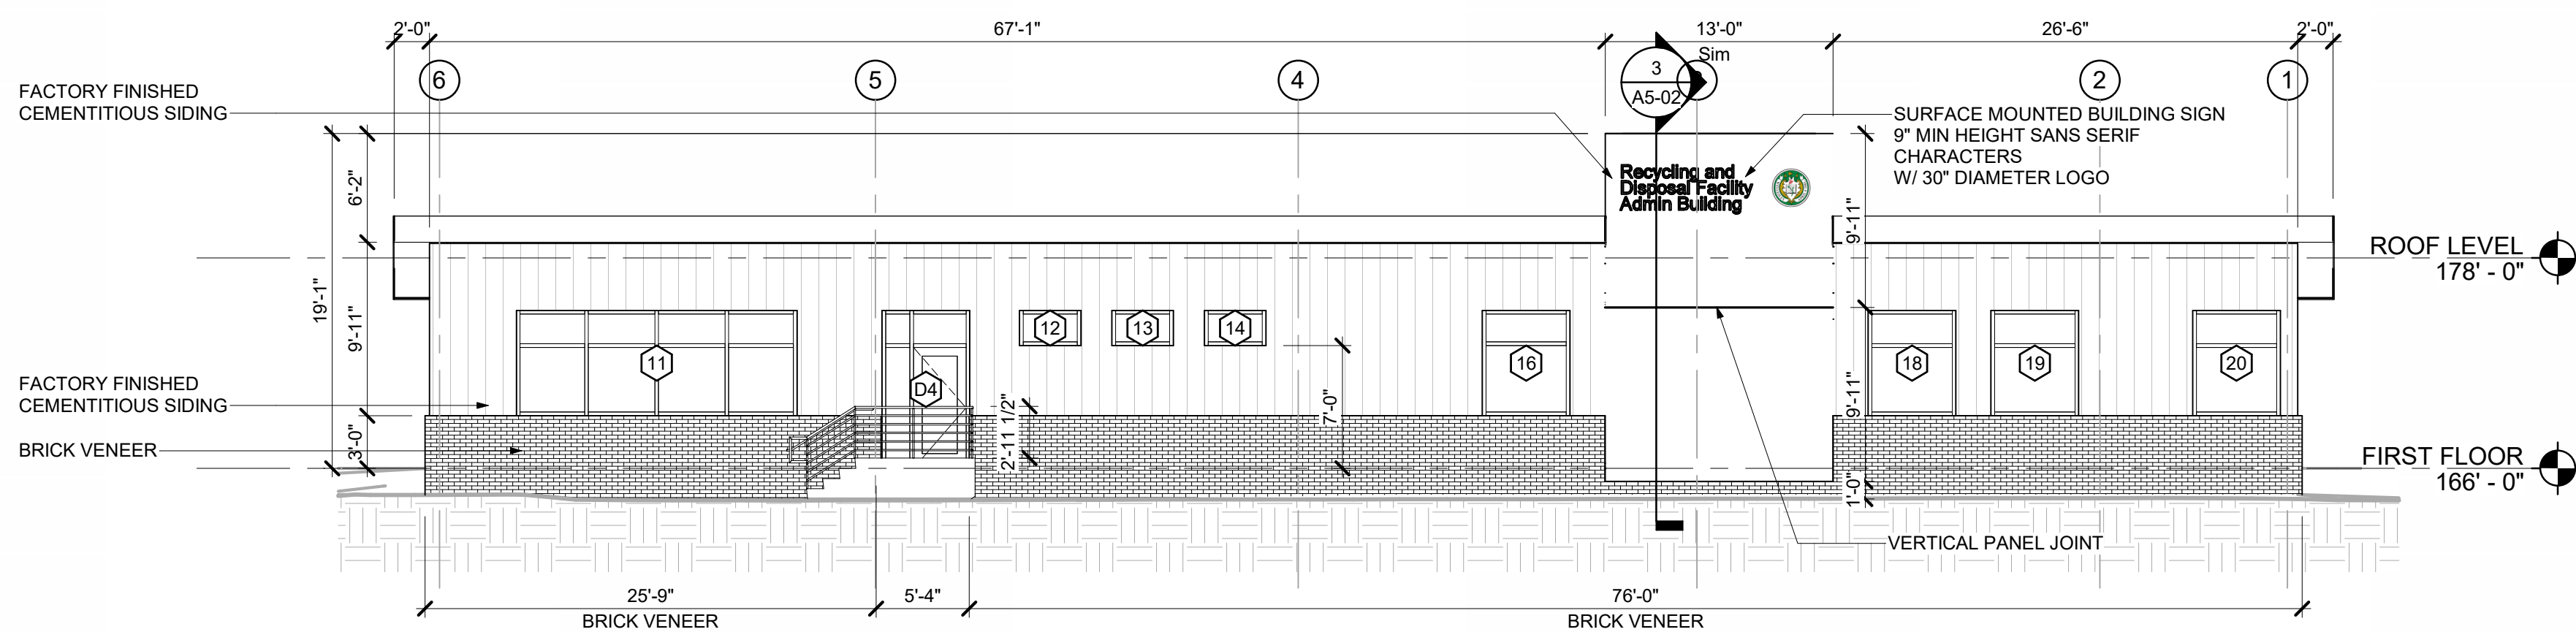 2'-0"
67'-1"
13'-0"
26'-6"
2'-0"
Sim
6
5
4
3
A5-02
2
1
FACTORY FINISHED
CEMENTITIOUS SIDING
SURFACE MOUNTED BUILDING SIGN
9" MIN HEIGHT SANS SERIF
CHARACTERS
W/ 30" DIAMETER LOGO
Recycling and
Disposal Facility
Admin Building
6'-2"
19'-1"
9'-11"
3'-0"
9'-11"
9'-11"
1'-0"
ROOF LEVEL
178' - 0"
11
D4
12
13
14
16
18
19
20
2'-11 1/2"
7'-0"
FACTORY FINISHED
CEMENTITIOUS SIDING
BRICK VENEER
FIRST FLOOR
166' - 0"
VERTICAL PANEL JOINT
25'-9"
BRICK VENEER
5'-4"
76'-0"
BRICK VENEER